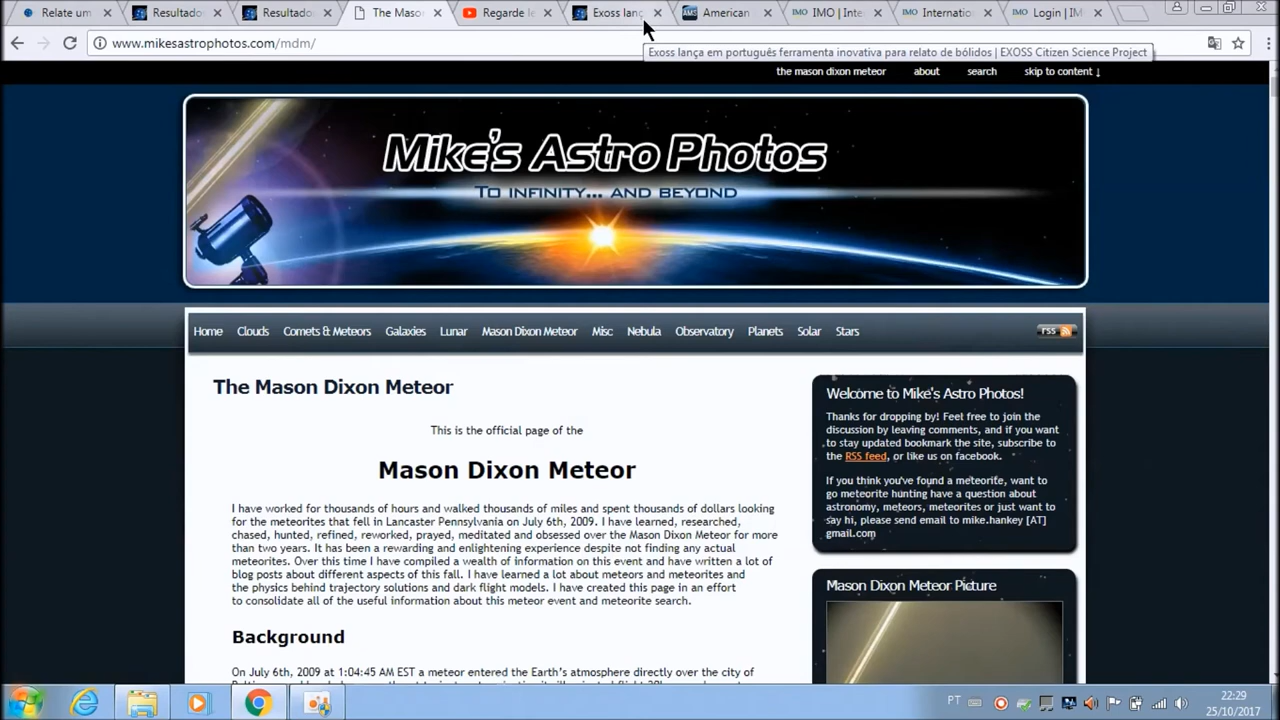 Relate um
Resultado
Resultado
The Maso
Regarde le
Exoss lanç
AMS American
IMO IMO | Inte
IMO Internatio
IMO Login | IM
www.mikesastrophotos.com/mdm/
Exoss lança em português ferramenta inovativa para relato de bólidos | EXOSS Citizen Science Project
the mason dixon meteor about search skip to content ↓
Mike's Astro Photos
To infinity... and beyond
Home Clouds Comets & Meteors Galaxies Lunar Mason Dixon Meteor Misc Nebula Observatory Planets Solar Stars
RSS
The Mason Dixon Meteor
This is the official page of the
Mason Dixon Meteor
I have worked for thousands of hours and walked thousands of miles and spent thousands of dollars looking
for the meteorites that fell in Lancaster Pennsylvania on July 6th, 2009. I have learned, researched,
chased, hunted, refined, reworked, prayed, meditated and obsessed over the Mason Dixon Meteor for more
than two years. It has been a rewarding and enlightening experience despite not finding any actual
meteorites. Over this time I have compiled a wealth of information on this event and have written a lot of
blog posts about different aspects of this fall. I have learned a lot about meteors and meteorites and
the physics behind trajectory solutions and dark flight models. I have created this page in an effort
to consolidate all of the useful information about this meteor event and meteorite search.
Background
On July 6th, 2009 at 1:04:45 AM EST a meteor entered the Earth's atmosphere directly over the city of
Welcome to Mike's Astro Photos!
Thanks for dropping by! Feel free to join the
discussion by leaving comments, and if you want
to stay updated bookmark the site, subscribe to
the RSS feed, or like us on facebook.
If you think you've found a meteorite, want to
go meteorite hunting have a question about
astronomy, meteors, meteorites or just want to
say hi, please send email to mike.hankey [AT]
gmail.com
Mason Dixon Meteor Picture
PT
22:29
25/10/2017